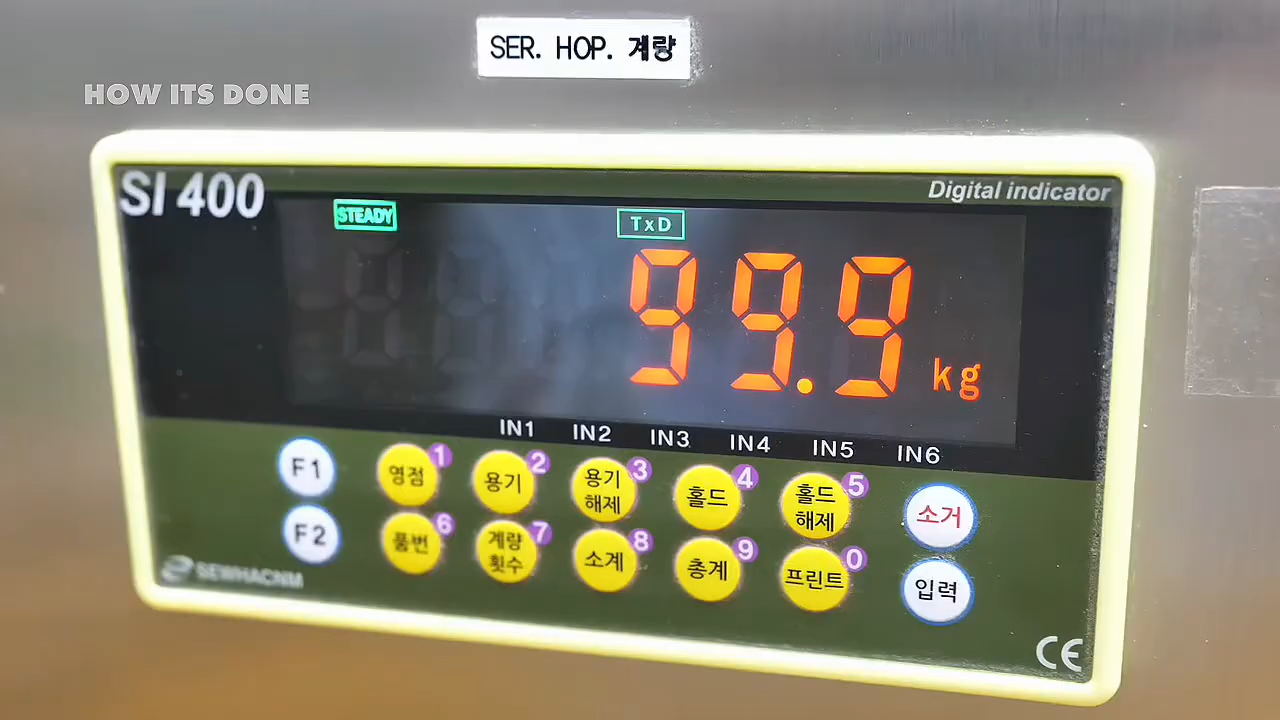 SER. HOP. 계량
HOW ITS DONE
SI 400
Digital indicator
STEADY
TxD
99.9 kg
IN1 IN2 IN3 IN4 IN5 IN6
F1 영점 1 용기 2 용기 해제 3 홀드 4 홀드 해제 5 소거
F2 품번 6 계량 횟수 7 소계 8 총계 9 프린트 0 입력
SEWHACNM
CE